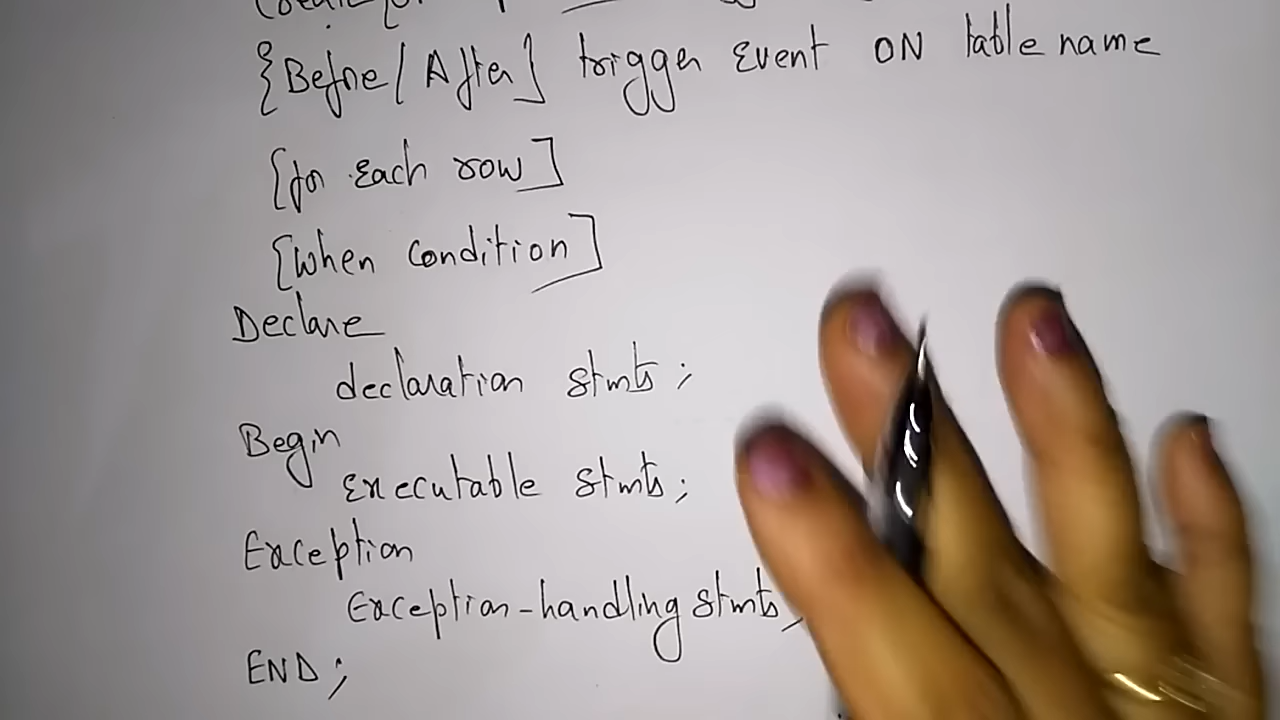 {Before/After} trigger Event ON table name
[for Each row]
[When condition]
Declare
declaration stmts;
Begin
Executable stmts;
Exception
Exception-handling stmts;
END;